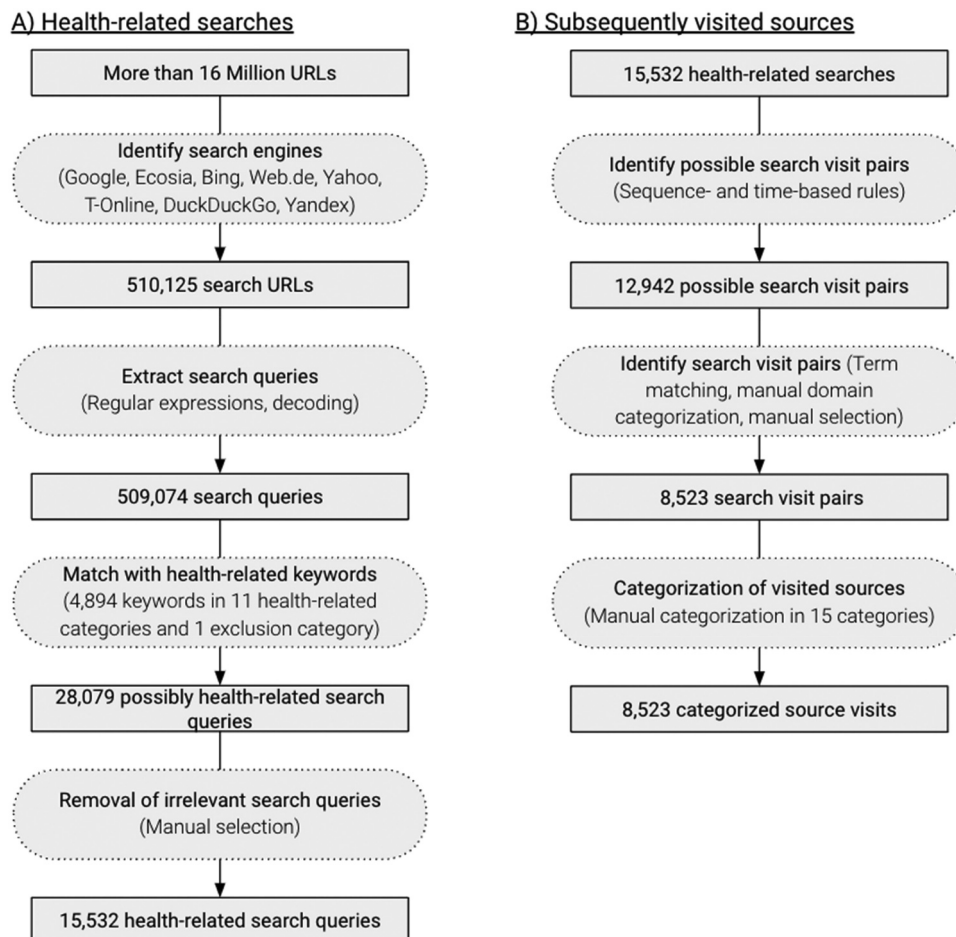 A) Health-related searches
More than 16 Million URLs
Identify search engines
(Google, Ecosia, Bing, Web.de, Yahoo,
T-Online, DuckDuckGo, Yandex)
510,125 search URLs
Extract search queries
(Regular expressions, decoding)
509,074 search queries
Match with health-related keywords
(4,894 keywords in 11 health-related
categories and 1 exclusion category)
28,079 possibly health-related search
queries
Removal of irrelevant search queries
(Manual selection)
15,532 health-related search queries
B) Subsequently visited sources
15,532 health-related searches
Identify possible search visit pairs
(Sequence- and time-based rules)
12,942 possible search visit pairs
Identify search visit pairs (Term
matching, manual domain
categorization, manual selection)
8,523 search visit pairs
Categorization of visited sources
(Manual categorization in 15 categories)
8,523 categorized source visits